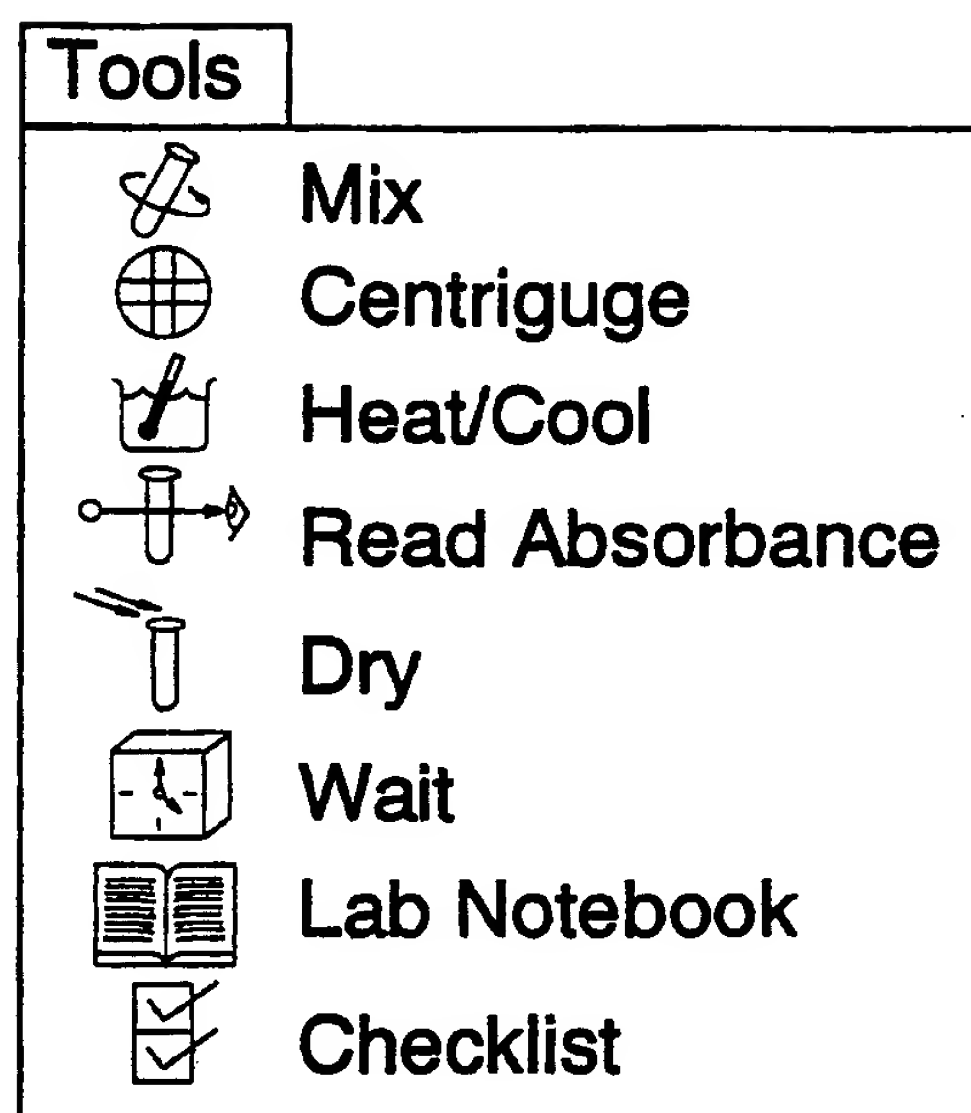 Tools
Mix
Centriguge
Heat/Cool
Read Absorbance
Dry
Wait
Lab Notebook
Checklist